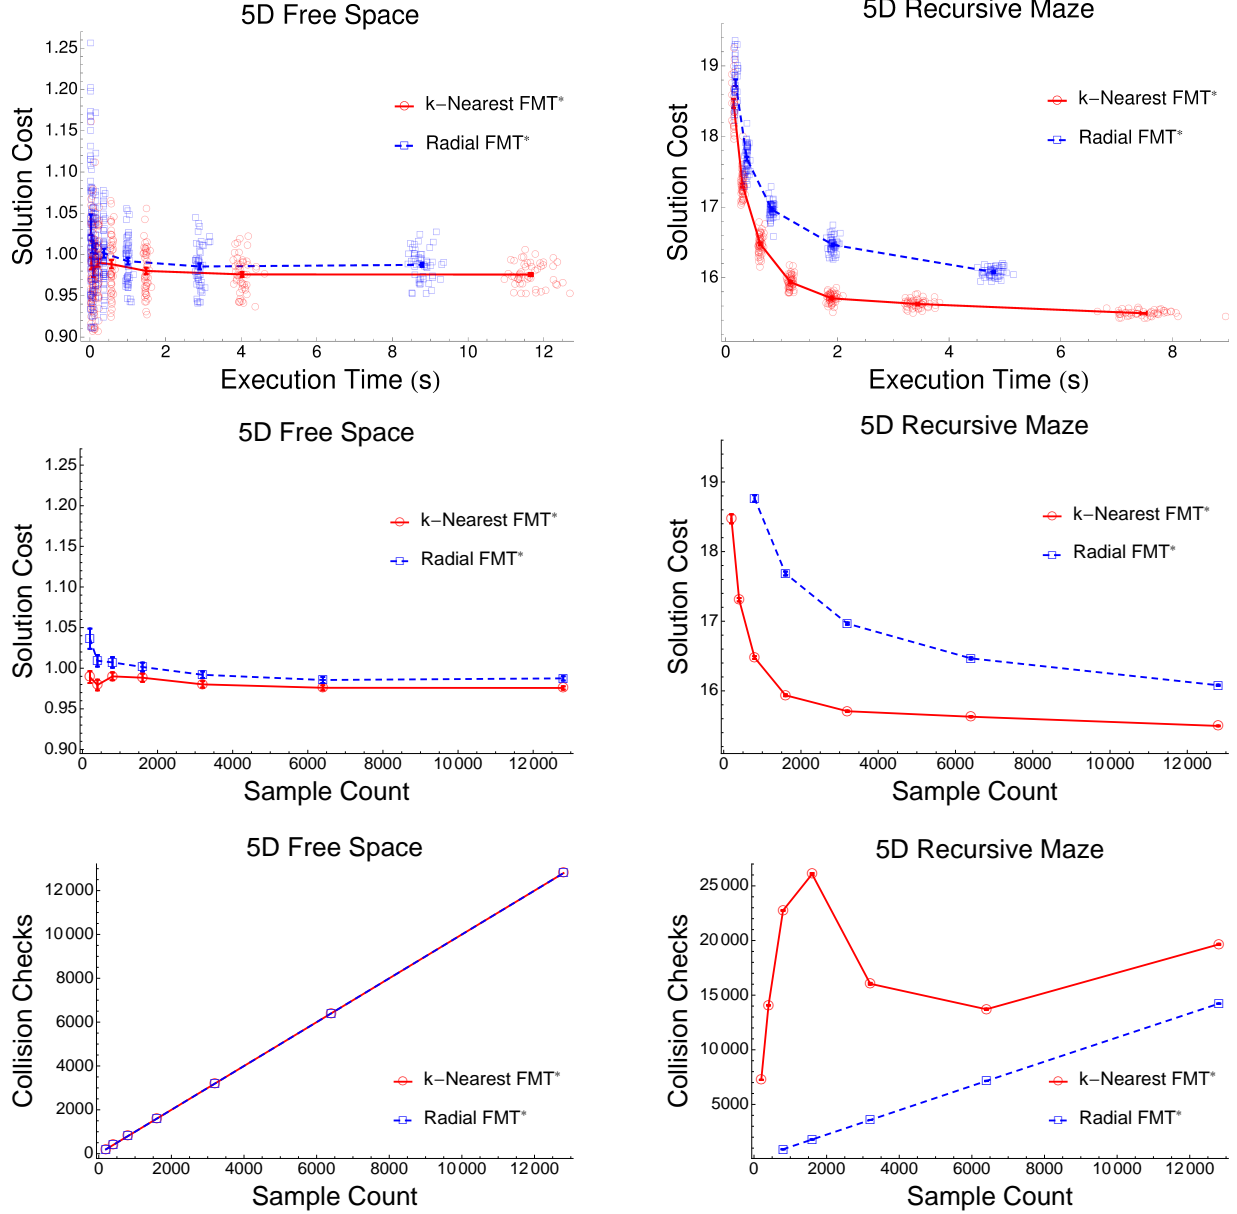 5D Free Space
Solution Cost
1.25
1.20
1.15
1.10
1.05
1.00
0.95
0.90
k−Nearest FMT*
Radial FMT*
0 2 4 6 8 10 12
Execution Time (s)
5D Recursive Maze
Solution Cost
19
18
17
16
k−Nearest FMT*
Radial FMT*
0 2 4 6 8
Execution Time (s)
5D Free Space
Solution Cost
1.25
1.20
1.15
1.10
1.05
1.00
0.95
0.90
k−Nearest FMT*
Radial FMT*
0 2000 4000 6000 8000 10 000 12 000
Sample Count
5D Recursive Maze
Solution Cost
19
18
17
16
k−Nearest FMT*
Radial FMT*
0 2000 4000 6000 8000 10 000 12 000
Sample Count
5D Free Space
Collision Checks
12 000
10 000
8000
6000
4000
2000
0
k−Nearest FMT*
Radial FMT*
0 2000 4000 6000 8000 10 000 12 000
Sample Count
5D Recursive Maze
Collision Checks
25 000
20 000
15 000
10 000
5000
k−Nearest FMT*
Radial FMT*
0 2000 4000 6000 8000 10 000 12 000
Sample Count